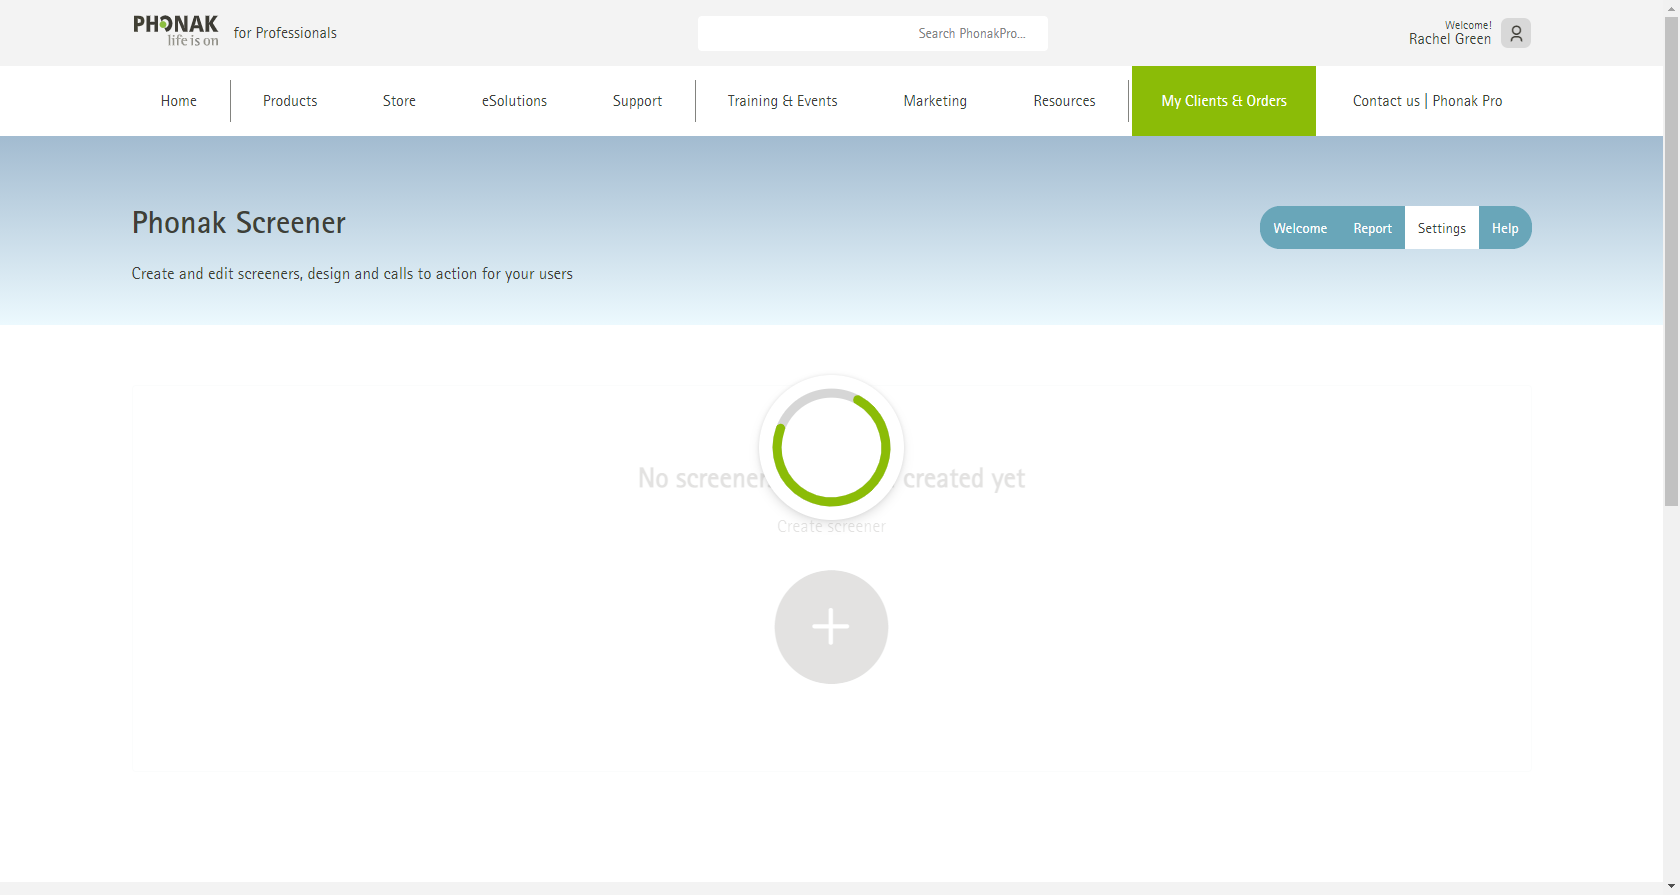 PHONAK
life is on
for Professionals
Search PhonakPro...
Welcome!
Rachel Green
Home
Products
Store
eSolutions
Support
Training & Events
Marketing
Resources
My Clients & Orders
Contact us | Phonak Pro
Phonak Screener
Welcome
Report
Settings
Help
Create and edit screeners, design and calls to action for your users
No screener created yet
Create screener